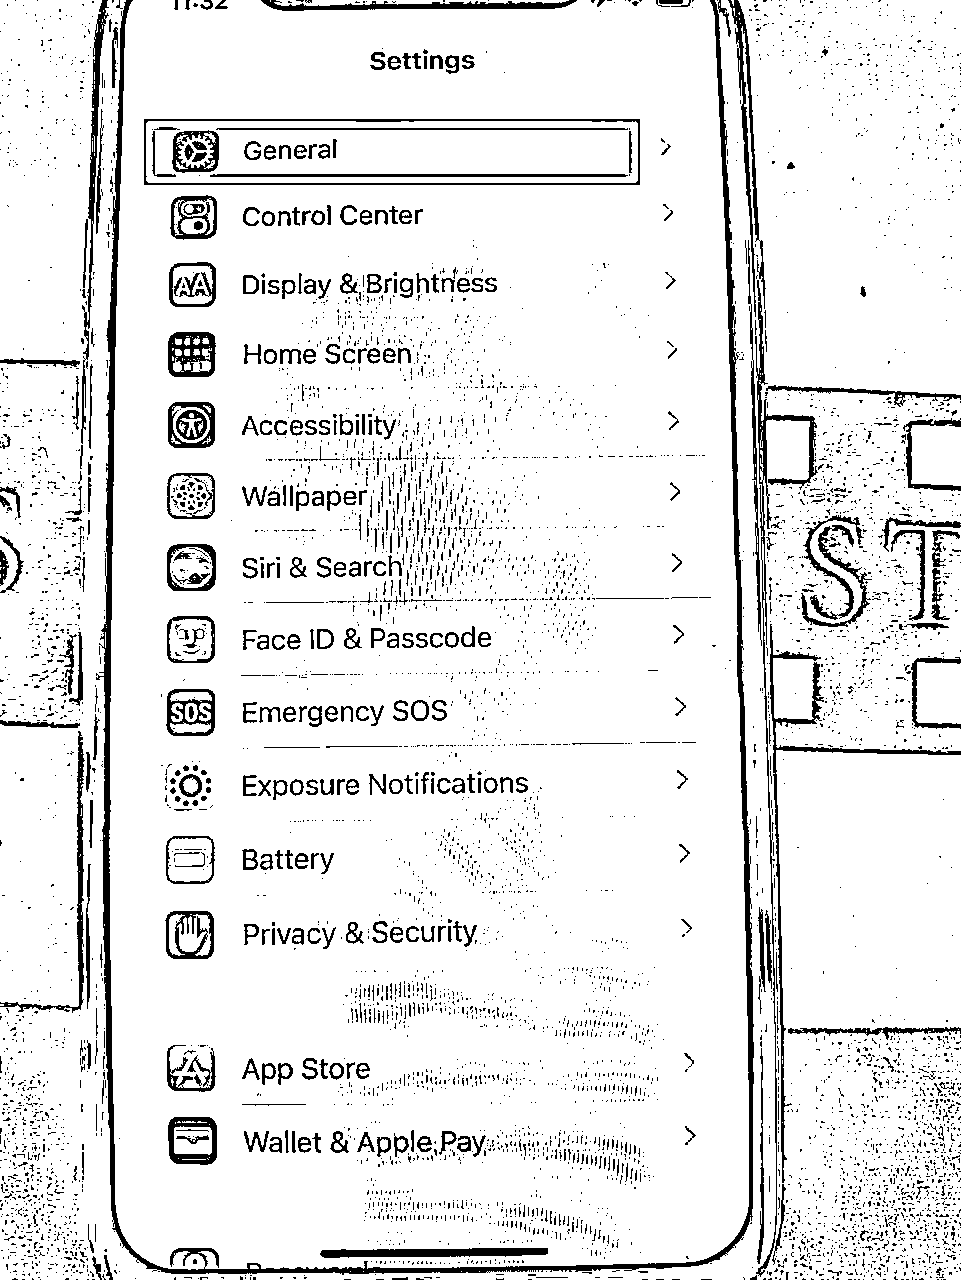 11:32
Settings
General
Control Center
Display & Brightness
Home Screen
Accessibility
Wallpaper
Siri & Search
Face ID & Passcode
SOS Emergency SOS
Exposure Notifications
Battery
Privacy & Security
App Store
Wallet & Apple Pay
ST